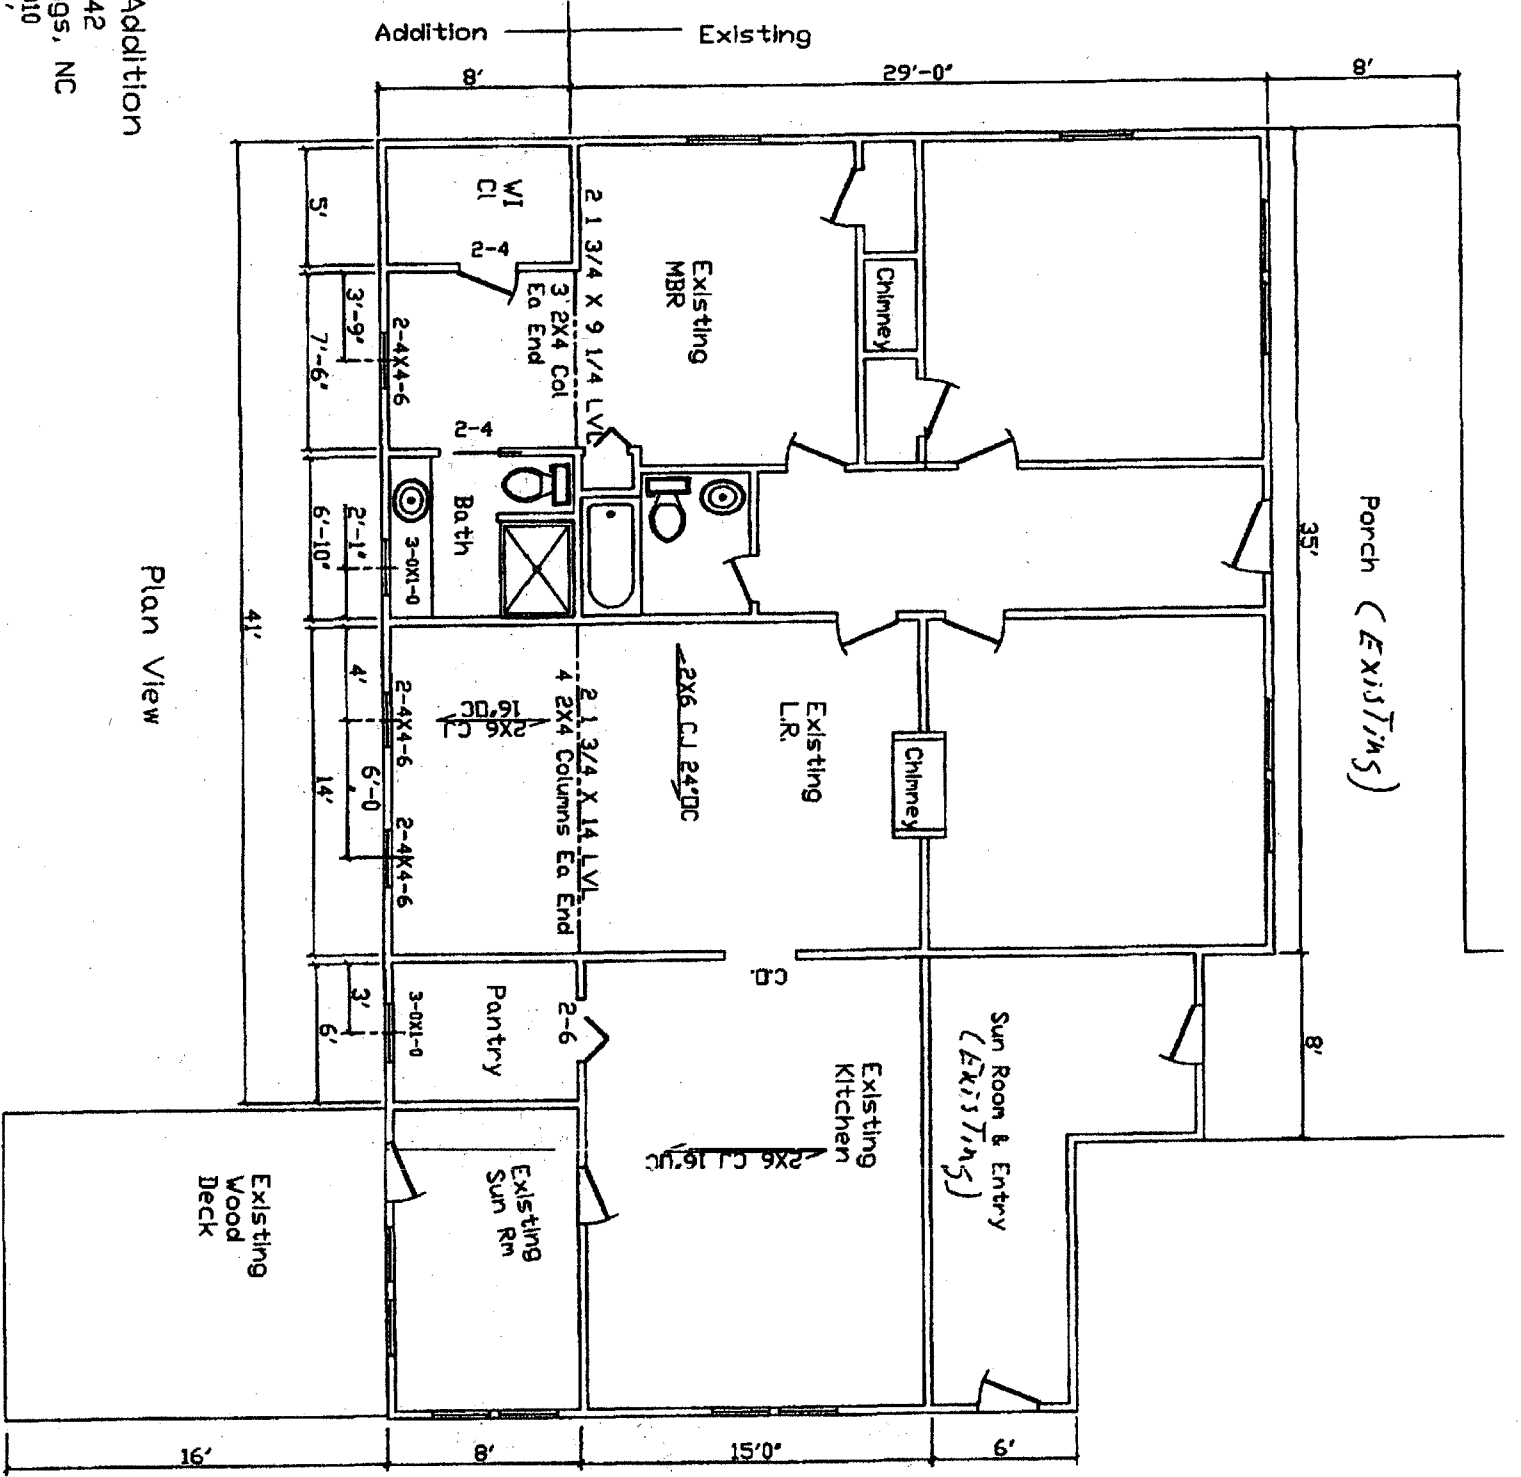 Addition
Existing
8'
29'-0"
8'
Addition
42
gs, NC
010
Porch (Existing)
35'
8'
WI
Cl
2-4
2 1 3/4 X 9 1/4 LVL
3 2X4 Col
Ea End
Existing
MBR
Chimney
2-4X4-6
2-4
Bath
3-0X1-0
5'
3'-9"
7'-6"
2'-1"
6'-10"
4'
6'-0
14'
3'
6'
41'
Plan View
2-4X4-6
2-4X4-6
2X6 CJ
16"OC
2 1 3/4 X 14 LVL
4 2X4 Columns Ea End
2X6 CJ 24"OC
Existing
L.R.
Chimney
C.O.
3-0X1-0
Pantry
2-6
Existing
Kitchen
2X6 CJ 16"OC
Sun Room & Entry
(Existing)
Existing
Sun Rm
Existing
Wood
Deck
16'
8'
15'0"
6'